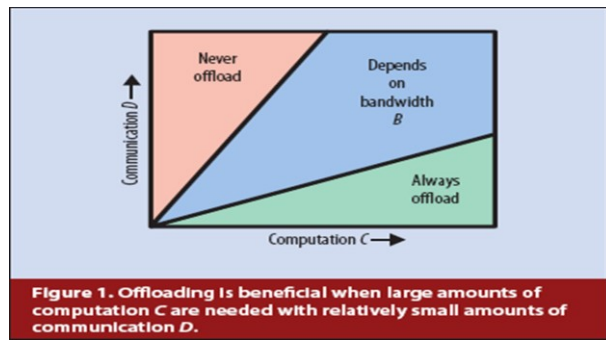 Never
offload
Depends
on
bandwidth
B
Always
offload
Communication D
Computation C
Figure 1. Offloading is beneficial when large amounts of
computation C are needed with relatively small amounts of
communication D.